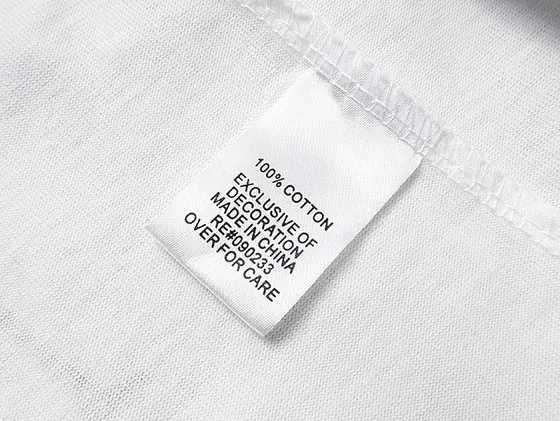 100% COTTON
EXCLUSIVE OF
DECORATION
MADE IN CHINA
RE#090233
OVER FOR CARE